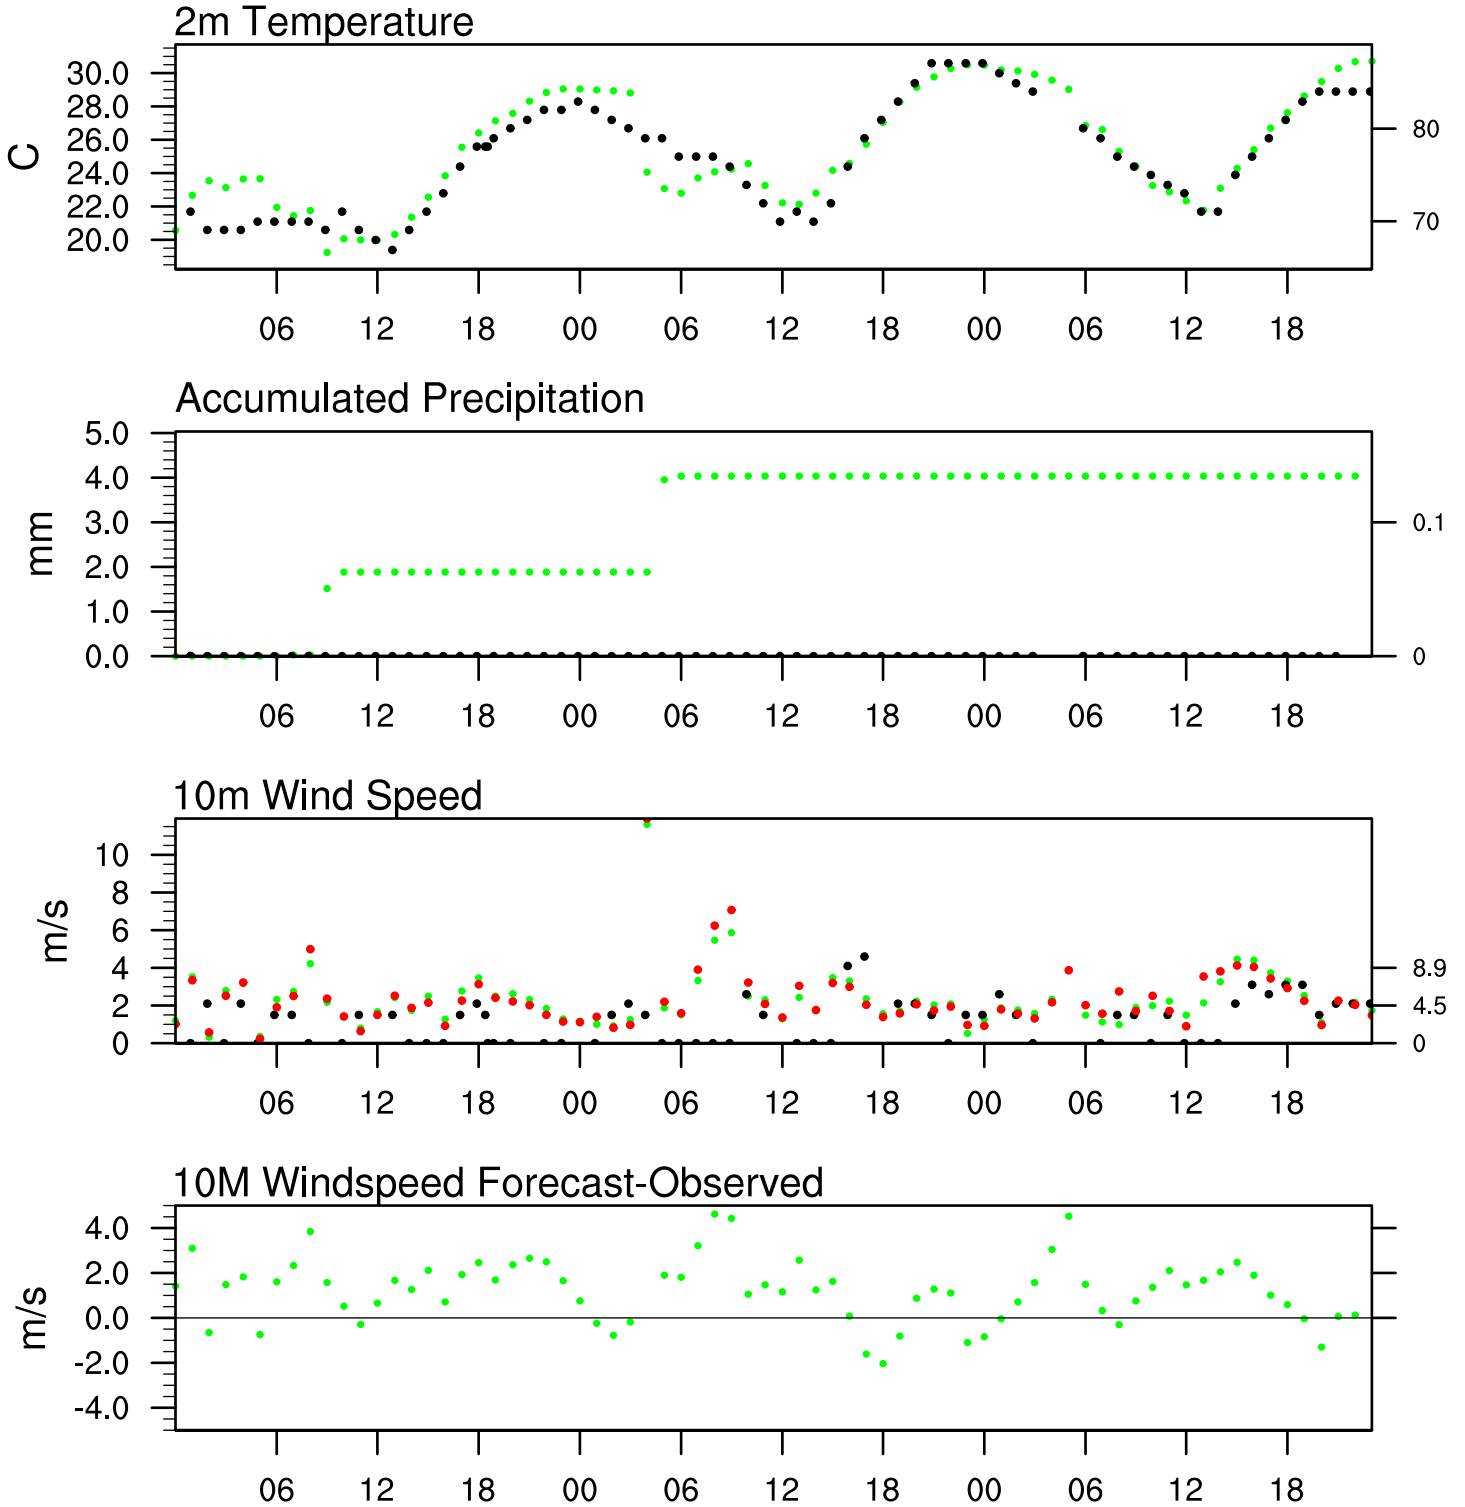 2m Temperature
30.0
28.0
26.0
24.0
22.0
20.0
C
80
70
06 12 18 00 06 12 18 00 06 12 18
Accumulated Precipitation
5.0
4.0
3.0
2.0
1.0
0.0
mm
0.1
0
06 12 18 00 06 12 18 00 06 12 18
10m Wind Speed
10
8
6
4
2
0
m/s
8.9
4.5
0
06 12 18 00 06 12 18 00 06 12 18
10M Windspeed Forecast-Observed
4.0
2.0
0.0
-2.0
-4.0
m/s
06 12 18 00 06 12 18 00 06 12 18